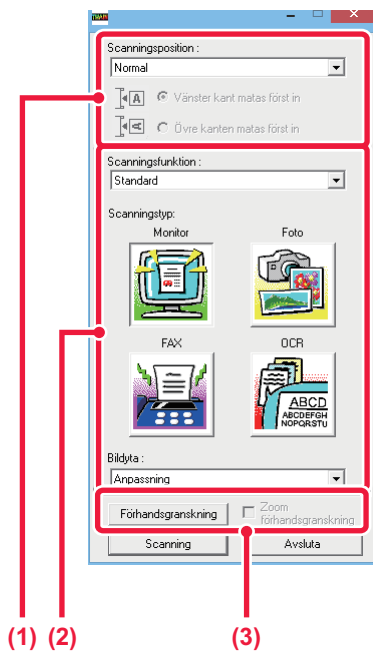 TWAIN
Scanningsposition :
Normal
A
Vänster kant matas först in
A
Övre kanten matas först in
Scanningsfunktion :
Standard
Scanningstyp:
Monitor Foto
FAX OCR
ABCD
ABCDEFGH
NOPQRSTU
Bildyta :
Anpassning
Förhandsgranskning
Zoom
förhandsgranskning
Scanning Avsluta
(1) (2) (3)